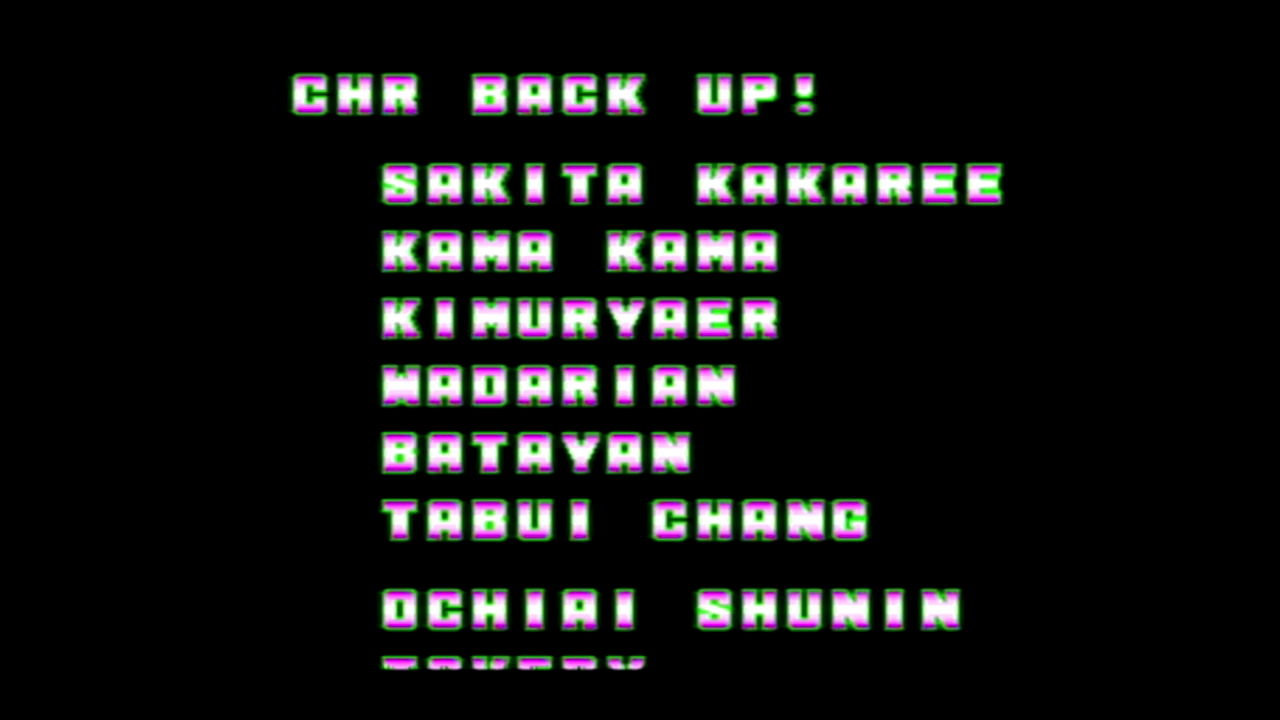 CHR BACK UP!
SAKITA KAKAREE
KAMA KAMA
KIMURYAER
WADARIAN
BATAYAN
TABUI CHANG
OCHIAI SHUNIN